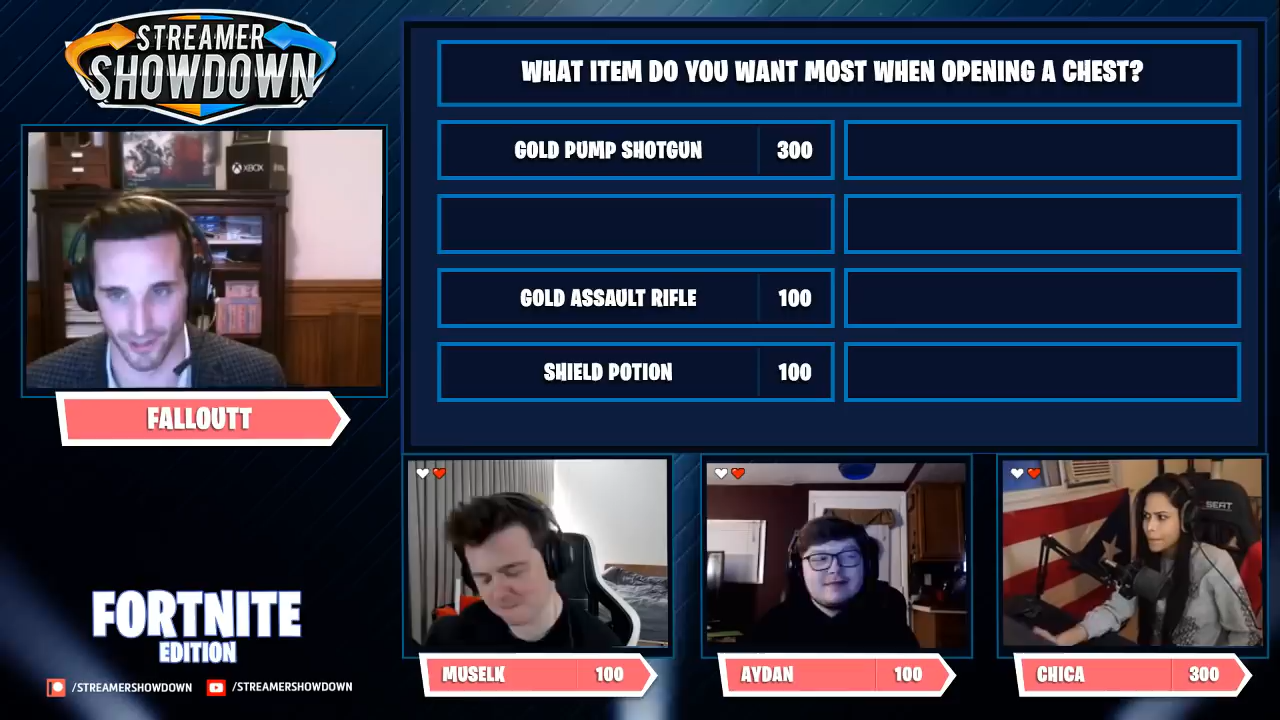 STREAMER
SHOWDOWN
WHAT ITEM DO YOU WANT MOST WHEN OPENING A CHEST?
GOLD PUMP SHOTGUN 300
GOLD ASSAULT RIFLE 100
SHIELD POTION 100
XBOX
FALLOUTT
SEAT
FORTNITE
EDITION
/STREAMERSHOWDOWN /STREAMERSHOWDOWN
MUSELK 100
AYDAN 100
CHICA 300